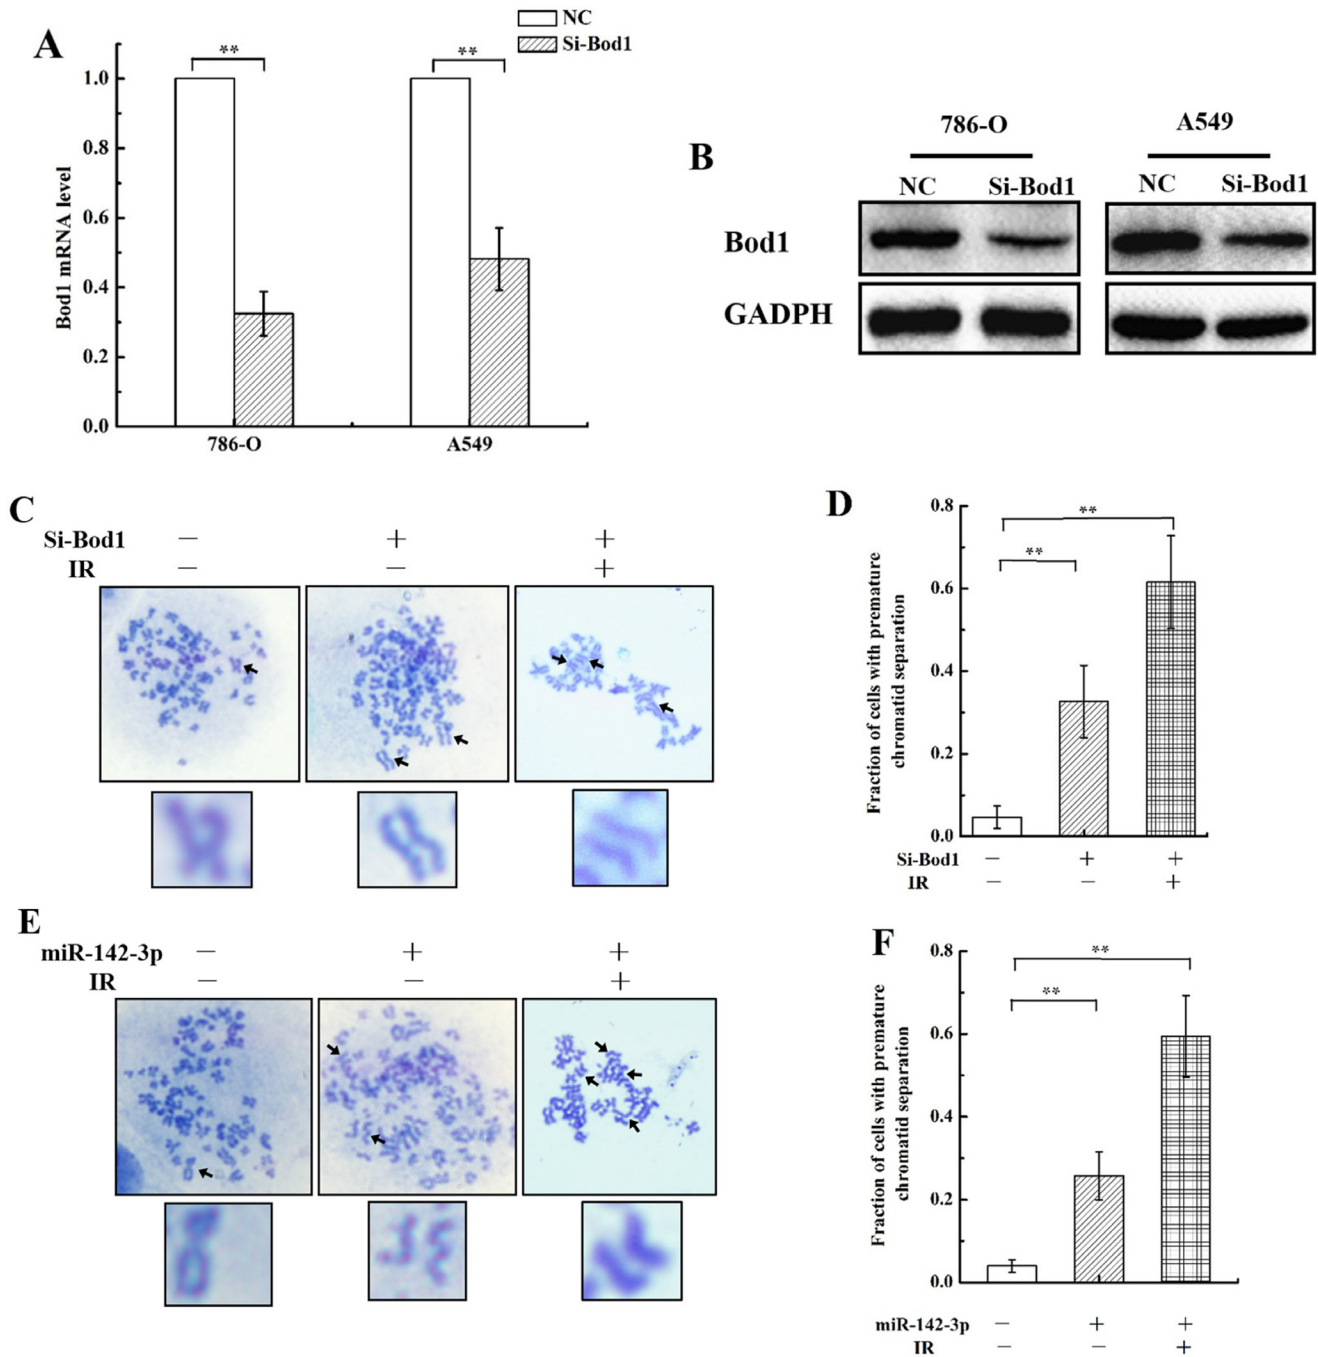 A
NC
Si-Bod1
** **
1.0
0.8
0.6
0.4
0.2
0.0
Bod1 mRNA level
786-O A549
B
786-O A549
NC Si-Bod1 NC Si-Bod1
Bod1
GADPH
C
Si-Bod1 — + +
IR — — +
D
0.8
0.6
0.4
0.2
0.0
Fraction of cells with premature
chromatid separation
**
**
Si-Bod1 — + +
IR — — +
E
miR-142-3p — + +
IR — — +
F
0.8
0.6
0.4
0.2
0.0
Fraction of cells with premature
chromatid separation
**
**
miR-142-3p — + +
IR — — +